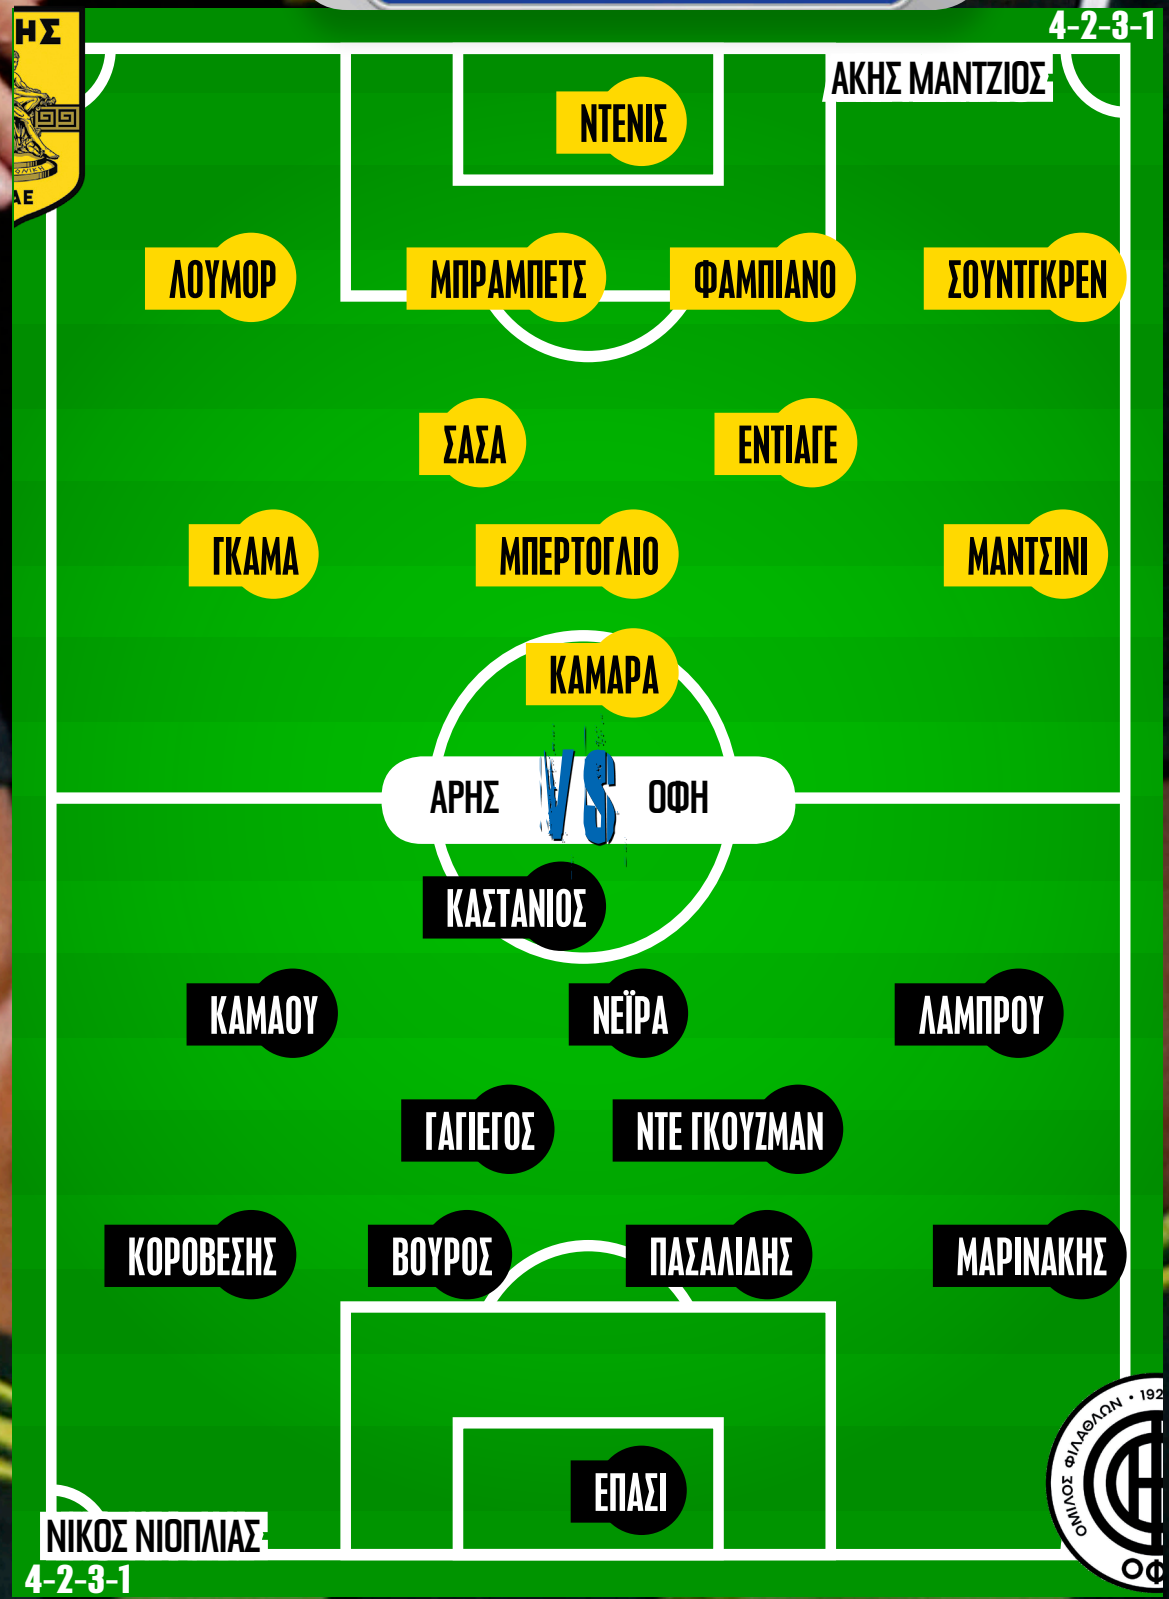 4-2-3-1
ΗΣ
ΑΕ
ΑΚΗΣ ΜΑΝΤΖΙΟΣ
ΝΤΕΝΙΣ
ΛΟΥΜΟΡ
ΜΠΡΑΜΠΕΤΣ
ΦΑΜΠΙΑΝΟ
ΣΟΥΝΤΓΚΡΕΝ
ΣΑΣΑ
ΕΝΤΙΑΓΕ
ΓΚΑΜΑ
ΜΠΕΡΤΟΓΛΙΟ
ΜΑΝΤΣΙΝΙ
ΚΑΜΑΡΑ
ΑΡΗΣ VS ΟΦΗ
ΚΑΣΤΑΝΙΟΣ
ΚΑΜΑΟΥ
ΝΕΪΡΑ
ΛΑΜΠΡΟΥ
ΓΑΓΙΕΓΟΣ
ΝΤΕ ΓΚΟΥΖΜΑΝ
ΚΟΡΟΒΕΣΗΣ
ΒΟΥΡΟΣ
ΠΑΣΑΛΙΔΗΣ
ΜΑΡΙΝΑΚΗΣ
ΕΠΑΣΙ
ΟΜΙΛΟΣ ΦΙΛΑΘΛΩΝ • 192
ΟΦ
ΝΙΚΟΣ ΝΙΟΠΛΙΑΣ
4-2-3-1